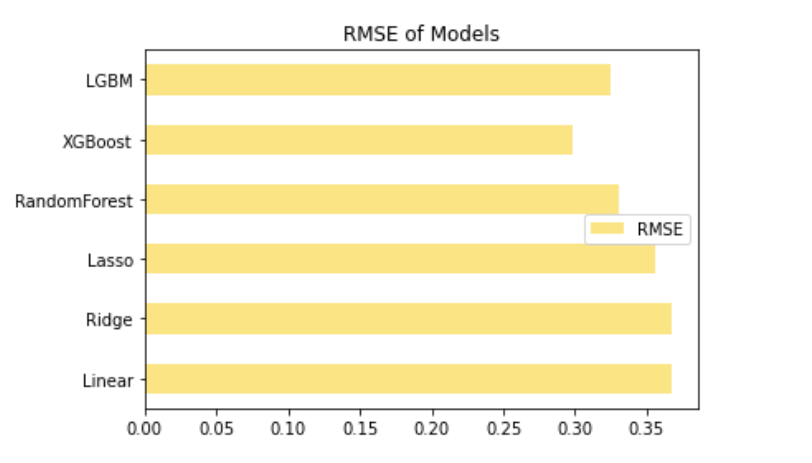 RMSE of Models
LGBM
XGBoost
RandomForest
RMSE
Lasso
Ridge
Linear
0.00 0.05 0.10 0.15 0.20 0.25 0.30 0.35